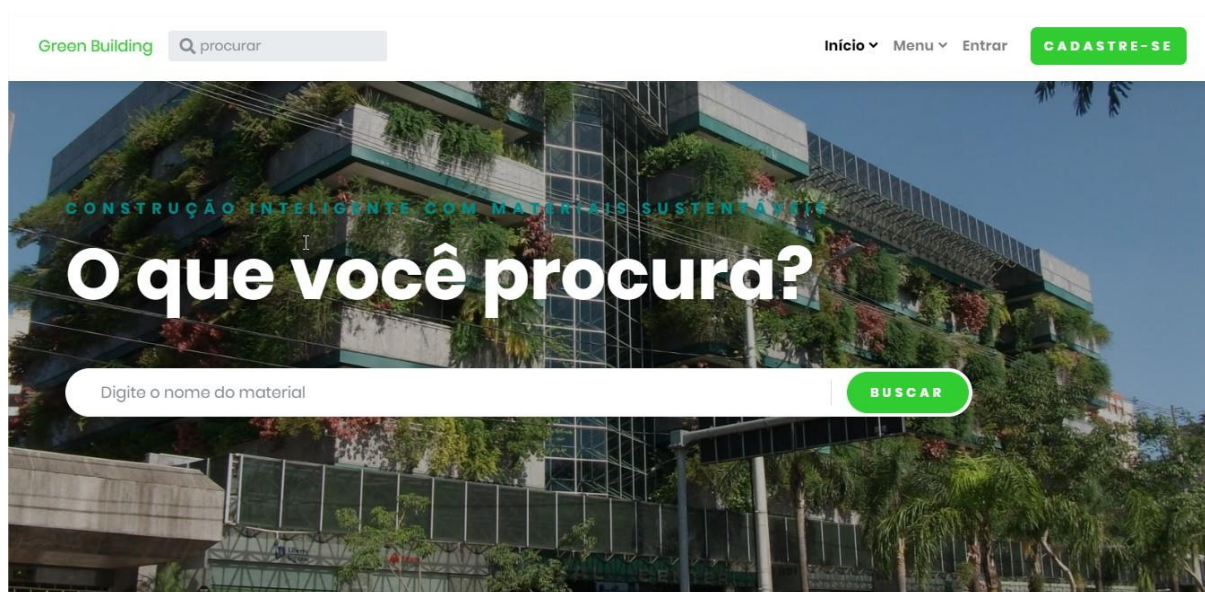 Green Building
procurar
Início
Menu
Entrar
CADASTRE-SE
CONSTRUÇÃO INTELIGENTE COM MATERIAIS SUSTENTÁVEIS
O que você procura?
Digite o nome do material
BUSCAR